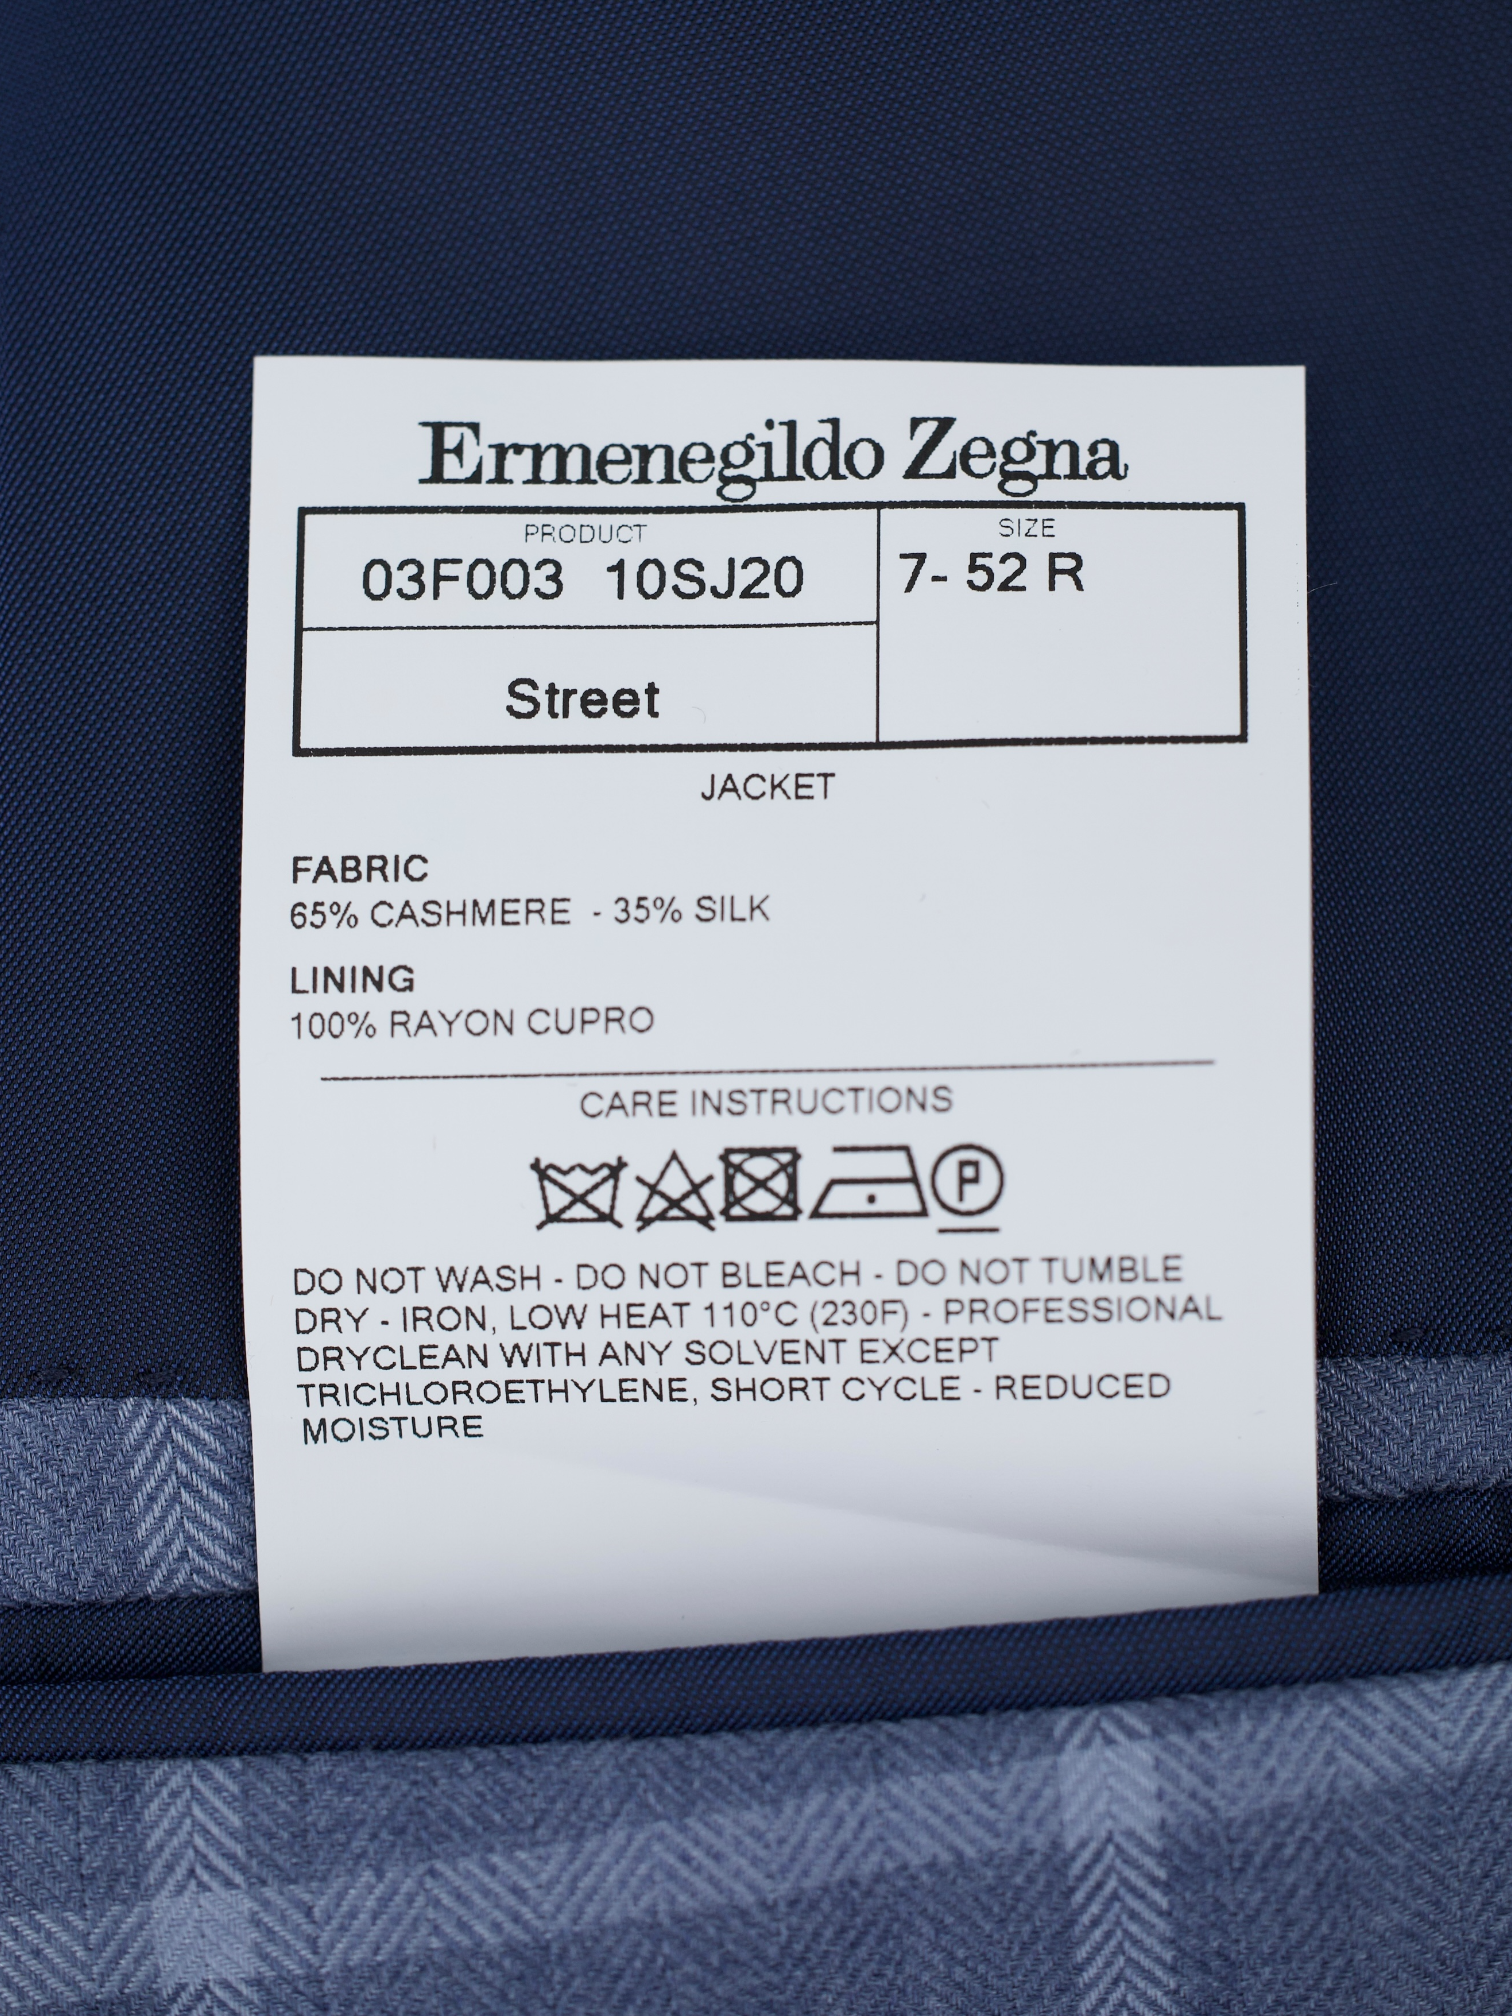 Ermenegildo Zegna
PRODUCT
03F003 10SJ20
SIZE
7- 52 R
Street
JACKET
FABRIC
65% CASHMERE - 35% SILK
LINING
100% RAYON CUPRO
CARE INSTRUCTIONS
P
DO NOT WASH - DO NOT BLEACH - DO NOT TUMBLE
DRY - IRON, LOW HEAT 110°C (230F) - PROFESSIONAL
DRYCLEAN WITH ANY SOLVENT EXCEPT
TRICHLOROETHYLENE, SHORT CYCLE - REDUCED
MOISTURE